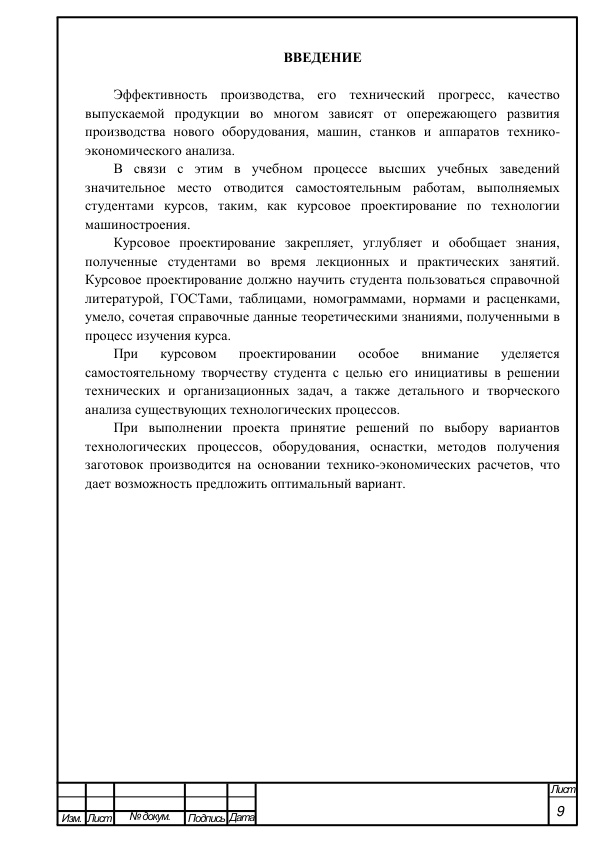 ВВЕДЕНИЕ
Эффективность производства, его технический прогресс, качество
выпускаемой продукции во многом зависят от опережающего развития
производства нового оборудования, машин, станков и аппаратов технико-
экономического анализа.
В связи с этим в учебном процессе высших учебных заведений
значительное место отводится самостоятельным работам, выполняемых
студентами курсов, таким, как курсовое проектирование по технологии
машиностроения.
Курсовое проектирование закрепляет, углубляет и обобщает знания,
полученные студентами во время лекционных и практических занятий.
Курсовое проектирование должно научить студента пользоваться справочной
литературой, ГОСТами, таблицами, номограммами, нормами и расценками,
умело, сочетая справочные данные теоретическими знаниями, полученными в
процесс изучения курса.
При курсовом проектировании особое внимание уделяется
самостоятельному творчеству студента с целью его инициативы в решении
технических и организационных задач, а также детального и творческого
анализа существующих технологических процессов.
При выполнении проекта принятие решений по выбору вариантов
технологических процессов, оборудования, оснастки, методов получения
заготовок производится на основании технико-экономических расчетов, что
дает возможность предложить оптимальный вариант.
Лист
9
Изм. Лист № докум. Подпись Дата